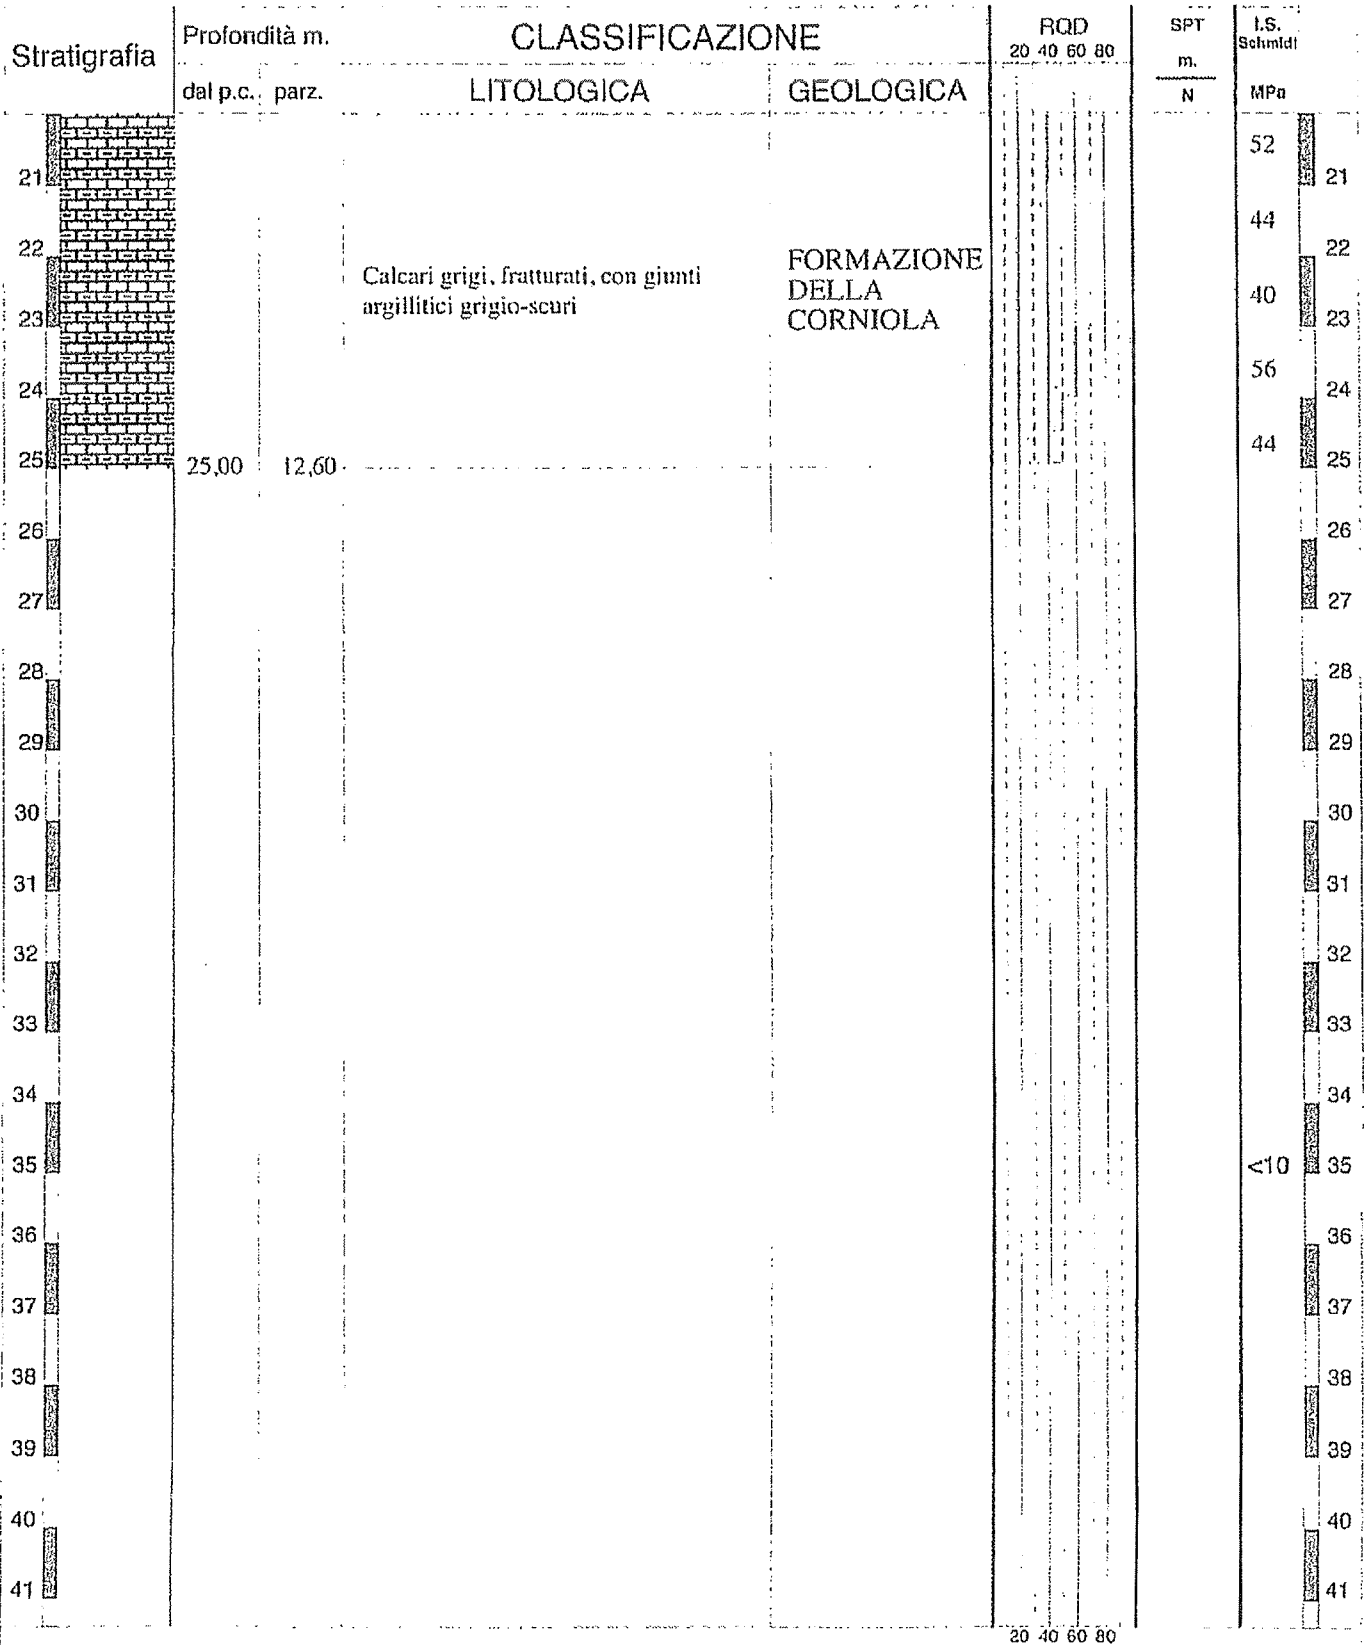 Stratigrafia
Profondità m.
CLASSIFICAZIONE
RQD
20 40 60 80
SPT
m.
N
I.S.
Schmidt
MPa
dal p.c. parz.
LITOLOGICA
GEOLOGICA
52
21 21
44
22 22
Calcari grigi, fratturati, con giunti
argillitici grigio-scuri
FORMAZIONE
DELLA
CORNIOLA
40
23 23
56
24 24
44
25 25
25,00 12,60
26 26
27 27
28 28
29 29
30 30
31 31
32 32
33 33
34 34
35 <10 35
36 36
37 37
38 38
39 39
40 40
41 41
20 40 60 80